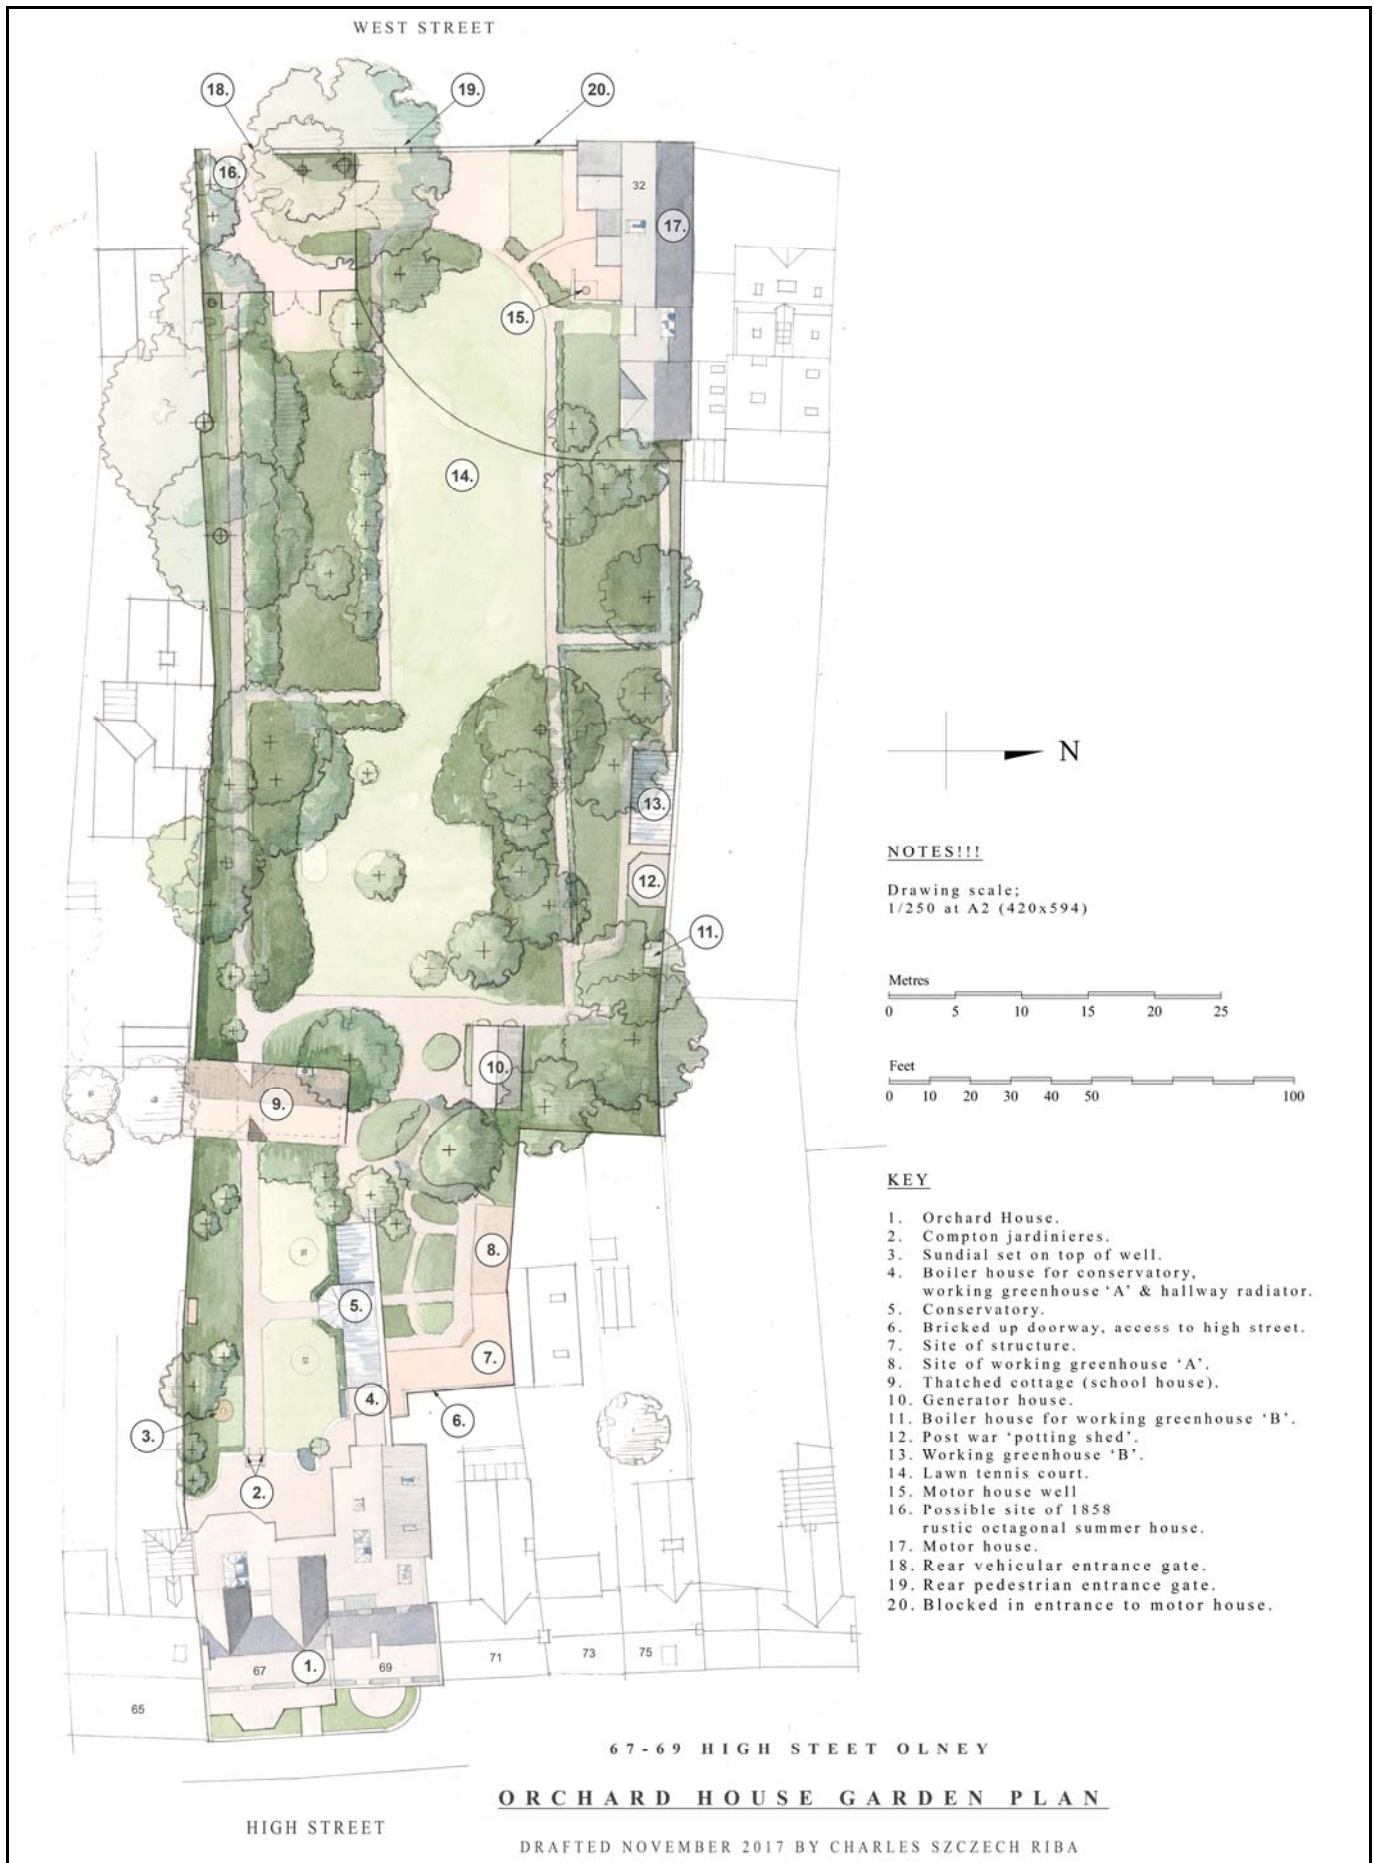 WEST STREET
18.
19.
20.
16.
32
17.
15.
14.
13.
12.
11.
10.
9.
8.
5.
7.
4.
6.
3.
2.
1.
67
69
71
73
75
65
N
NOTES!!!
Drawing scale;
1/250 at A2 (420x594)
Metres
0 5 10 15 20 25
Feet
0 10 20 30 40 50 100
KEY
1. Orchard House.
2. Compton jardinieres.
3. Sundial set on top of well.
4. Boiler house for conservatory,
working greenhouse ‘A’ & hallway radiator.
5. Conservatory.
6. Bricked up doorway, access to high street.
7. Site of structure.
8. Site of working greenhouse ‘A’.
9. Thatched cottage (school house).
10. Generator house.
11. Boiler house for working greenhouse ‘B’.
12. Post war ‘potting shed’.
13. Working greenhouse ‘B’.
14. Lawn tennis court.
15. Motor house well
16. Possible site of 1858
rustic octagonal summer house.
17. Motor house.
18. Rear vehicular entrance gate.
19. Rear pedestrian entrance gate.
20. Blocked in entrance to motor house.
67-69 HIGH STEET OLNEY
ORCHARD HOUSE GARDEN PLAN
HIGH STREET
DRAFTED NOVEMBER 2017 BY CHARLES SZCZECH RIBA